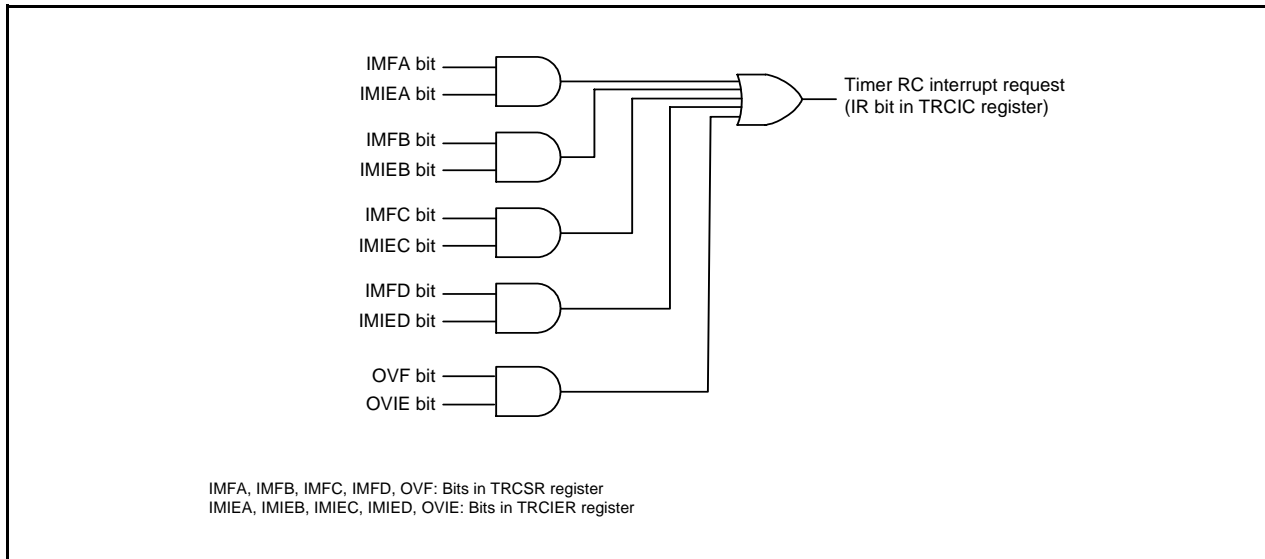 IMFA bit
IMIEA bit
IMFB bit
IMIEB bit
IMFC bit
IMIEC bit
IMFD bit
IMIED bit
OVF bit
OVIE bit
Timer RC interrupt request
(IR bit in TRCIC register)
IMFA, IMFB, IMFC, IMFD, OVF: Bits in TRCSR register
IMIEA, IMIEB, IMIEC, IMIED, OVIE: Bits in TRCIER register